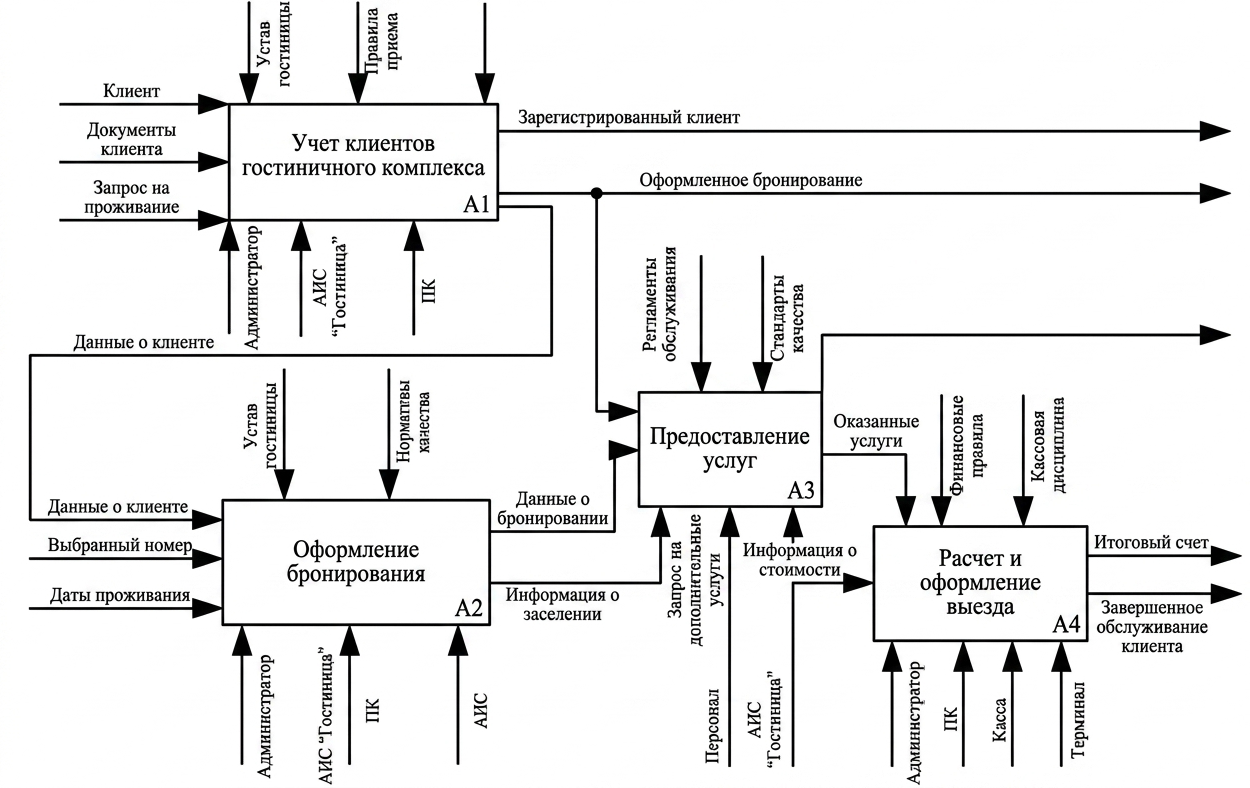 Устав
гостиницы
Правила
приема
Клиент
Документы
клиента
Запрос на
проживание
Учет клиентов
гостиничного комплекса
А1
Зарегистрированный клиент
Оформленное бронирование
Администратор
АИС
“Гостиница”
ПК
Данные о клиенте
Устав
гостиницы
Нормативы
качества
Данные о клиенте
Выбранный номер
Даты проживания
Оформление
бронирования
А2
Данные о
бронировании
Информация о
заселении
Администратор
АИС “Гостиница”
ПК
АИС
Регламенты
обслуживания
Стандарты
качества
Предоставление
услуг
А3
Оказанные
услуги
Запрос на
дополнительные
услуги
Персонал
АИС
“Гостиница”
Информация о
стоимости
Финансовые
правила
Кассовая
дисциплина
Расчет и
оформление
выезда
А4
Итоговый счет
Завершенное
обслуживание
клиента
Администратор
ПК
Касса
Терминал